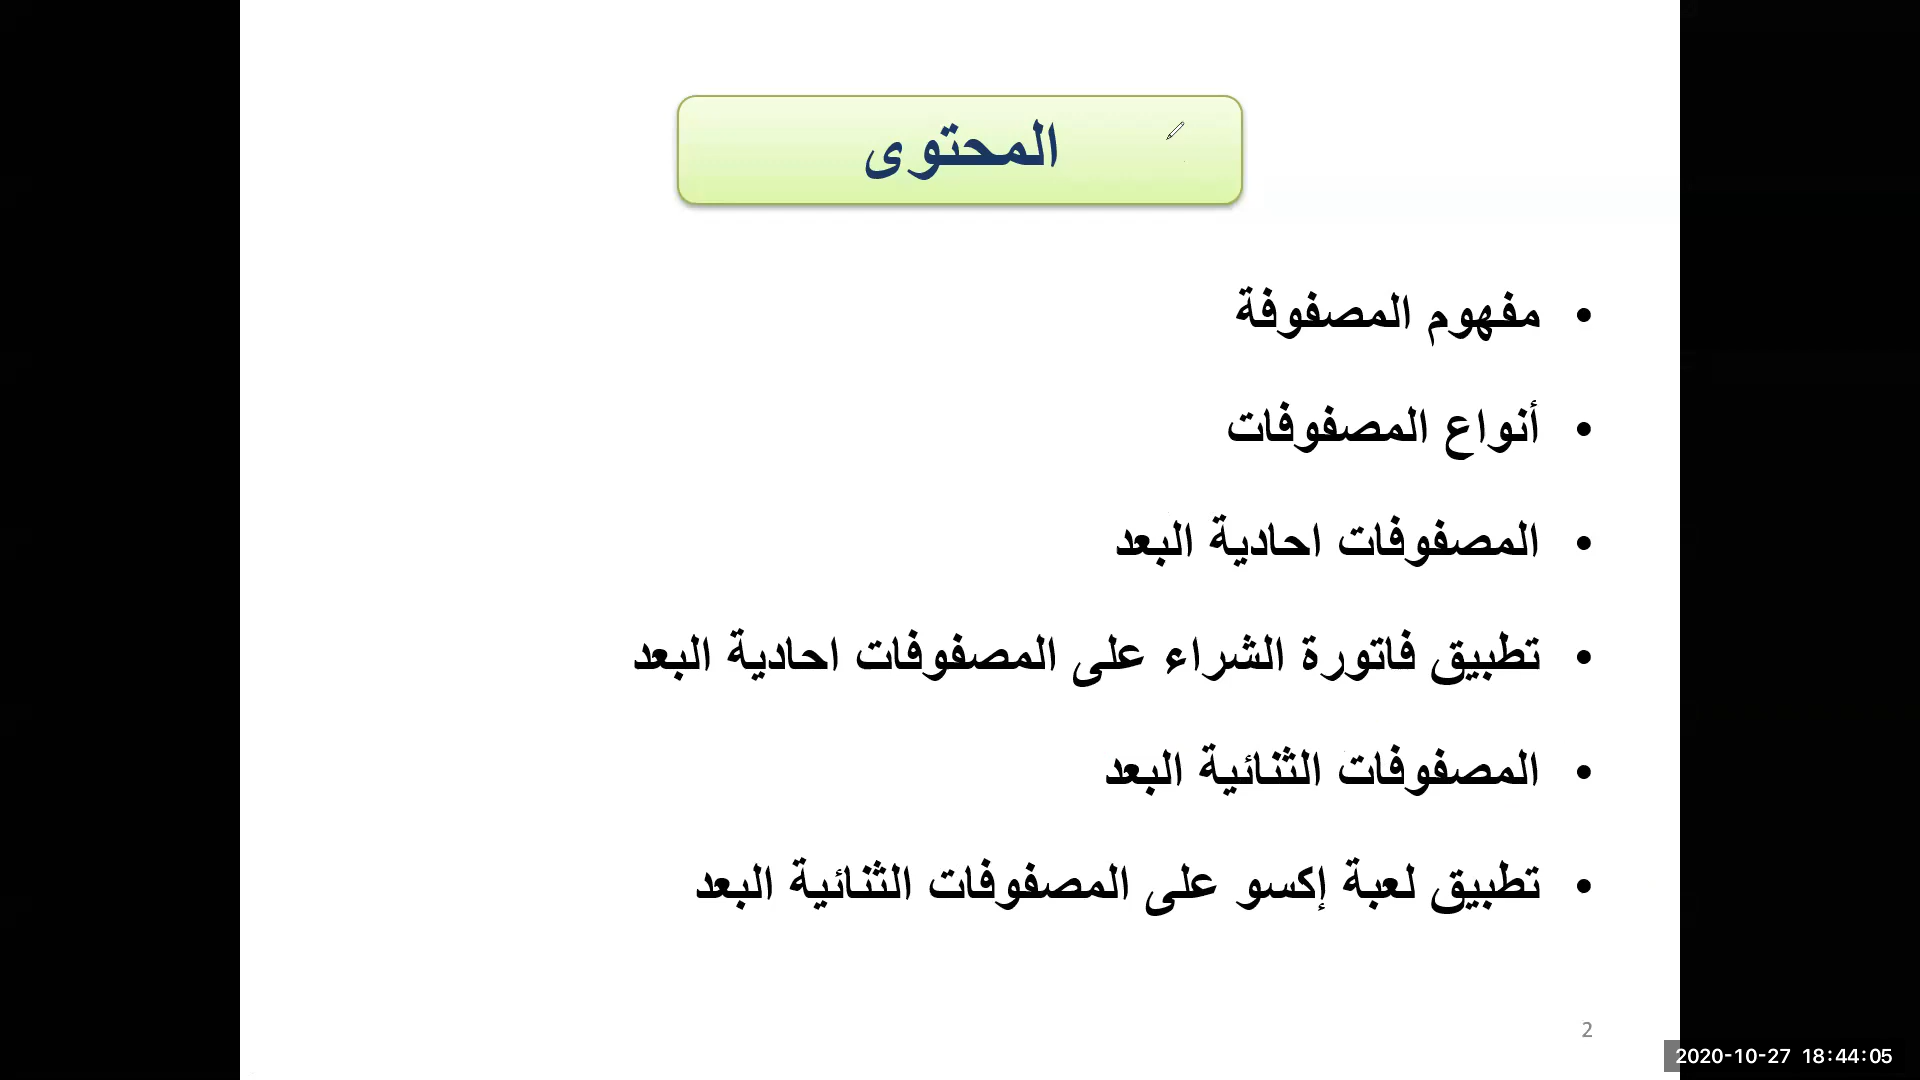 المحتوى
• مفهوم المصفوفة
• أنواع المصفوفات
• المصفوفات احادية البعد
• تطبيق فاتورة الشراء على المصفوفات احادية البعد
• المصفوفات الثنائية البعد
• تطبيق لعبة إكسو على المصفوفات الثنائية البعد
2
2020-10-27 18:44:05